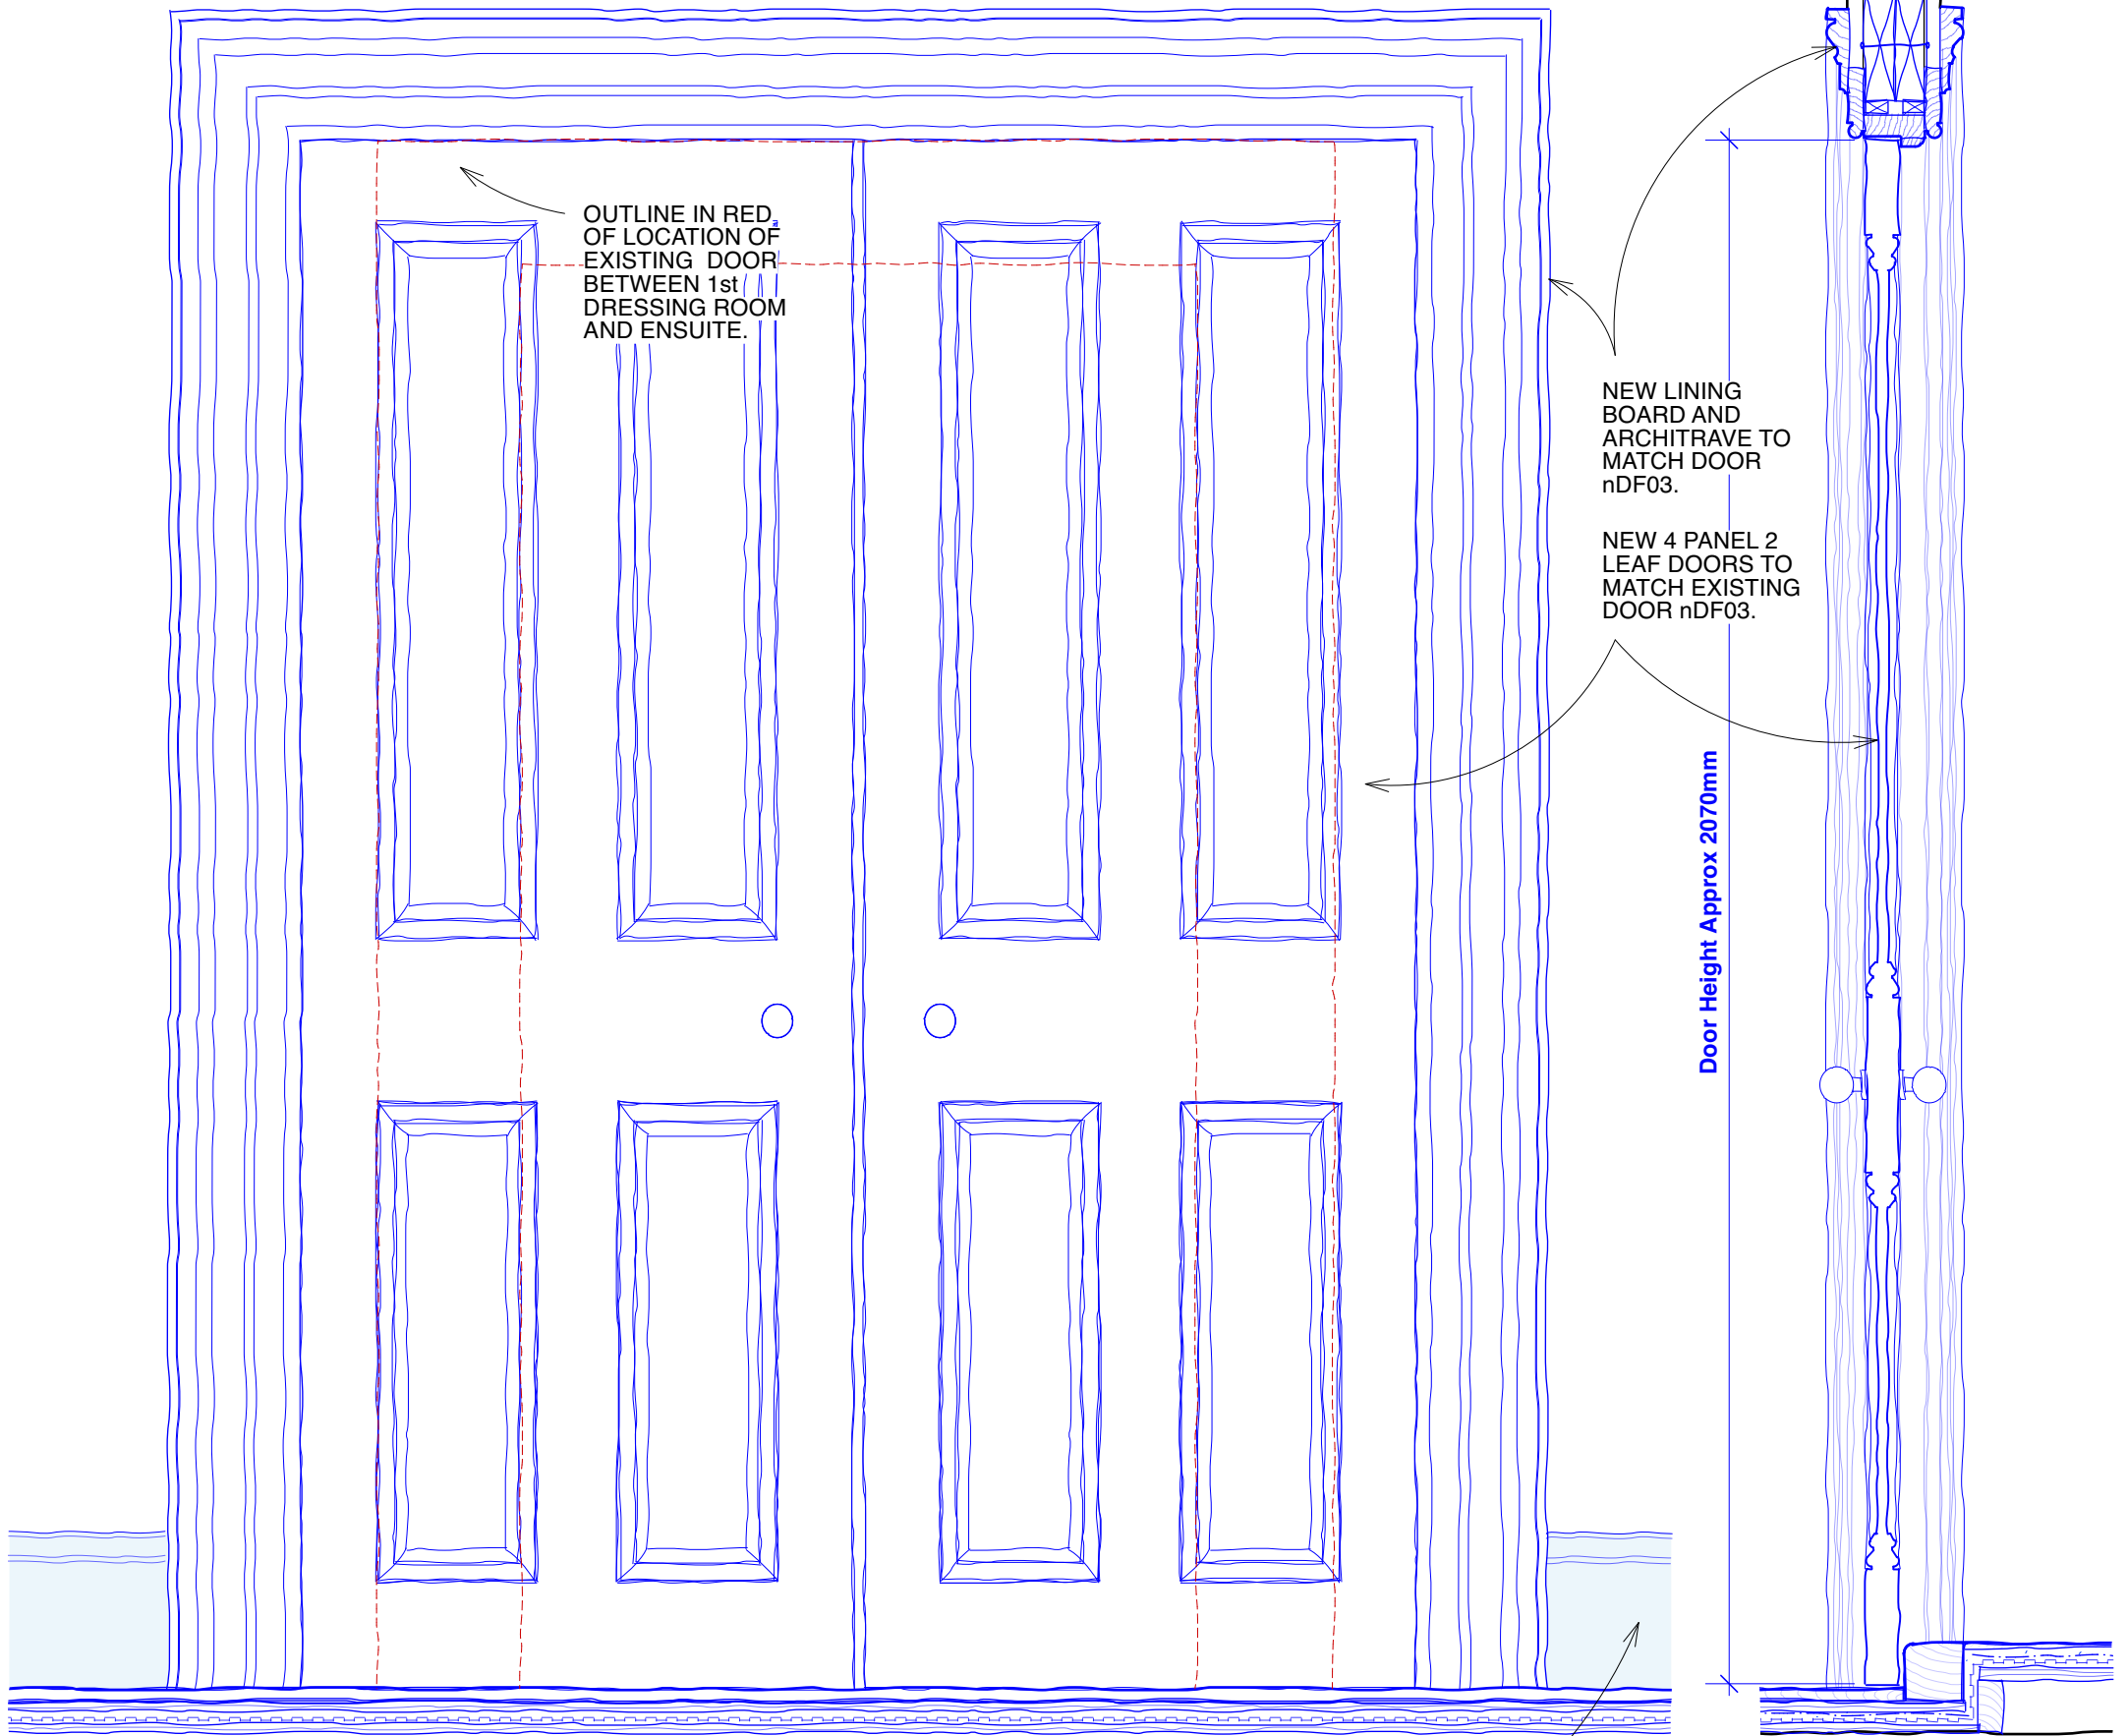 OUTLINE IN RED
OF LOCATION OF
EXISTING DOOR
BETWEEN 1st
DRESSING ROOM
AND ENSUITE.
NEW LINING
BOARD AND
ARCHITRAVE TO
MATCH DOOR
nDF03.
NEW 4 PANEL 2
LEAF DOORS TO
MATCH EXISTING
DOOR nDF03.
Door Height Approx 2070mm